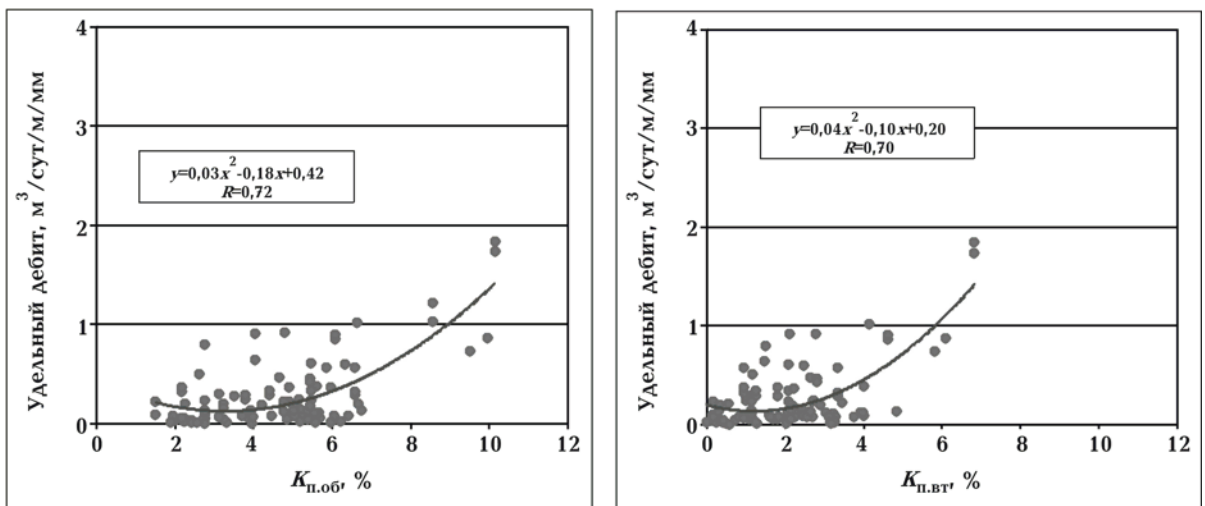 4
3
2
1
0
Удельный дебит, м³/сут/м/мм
y=0,03x²-0,18x+0,42
R=0,72
0 2 4 6 8 10 12
Kп.об, %
4
3
2
1
0
Удельный дебит, м³/сут/м/мм
y=0,04x²-0,10x+0,20
R=0,70
0 2 4 6 8 10 12
Kп.вт, %